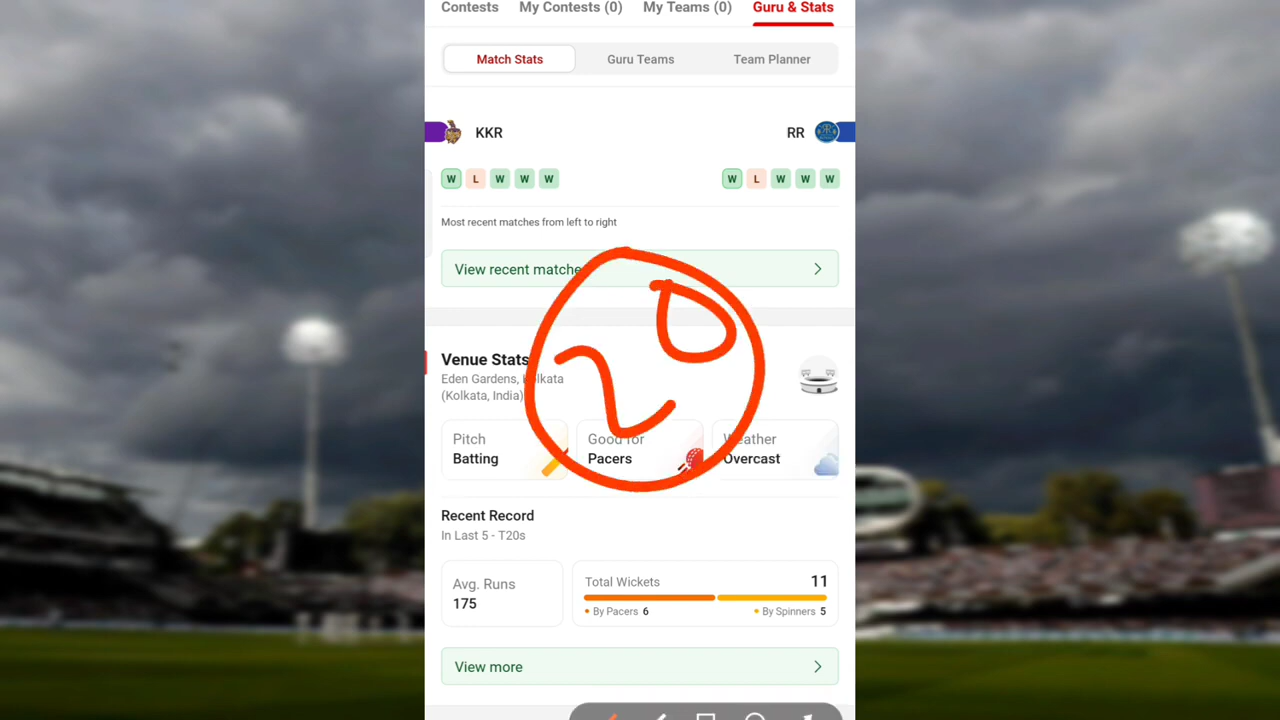 Contests My Contests (0) My Teams (0) Guru & Stats
Match Stats Guru Teams Team Planner
KKR RR
W L W W W W L W W W
Most recent matches from left to right
View recent matche
Venue Stats
Eden Gardens, Kolkata
(Kolkata, India)
Pitch Good for Weather
Batting Pacers Overcast
Recent Record
In Last 5 - T20s
Avg. Runs Total Wickets 11
175
By Pacers 6 By Spinners 5
View more